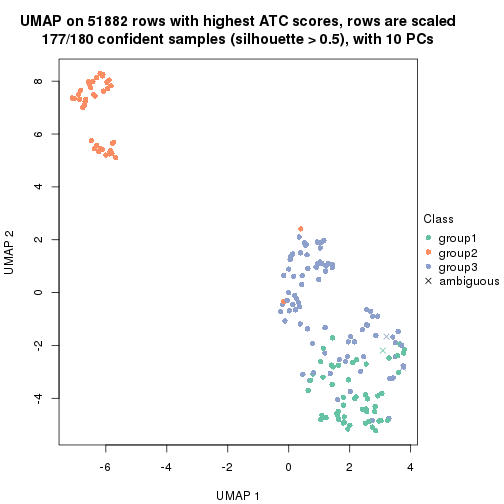 UMAP on 51882 rows with highest ATC scores, rows are scaled
177/180 confident samples (silhouette > 0.5), with 10 PCs
8
6
4
2
0
-2
-4
UMAP 2
-6
-4
-2
0
2
4
UMAP 1
Class
group1
group2
group3
ambiguous